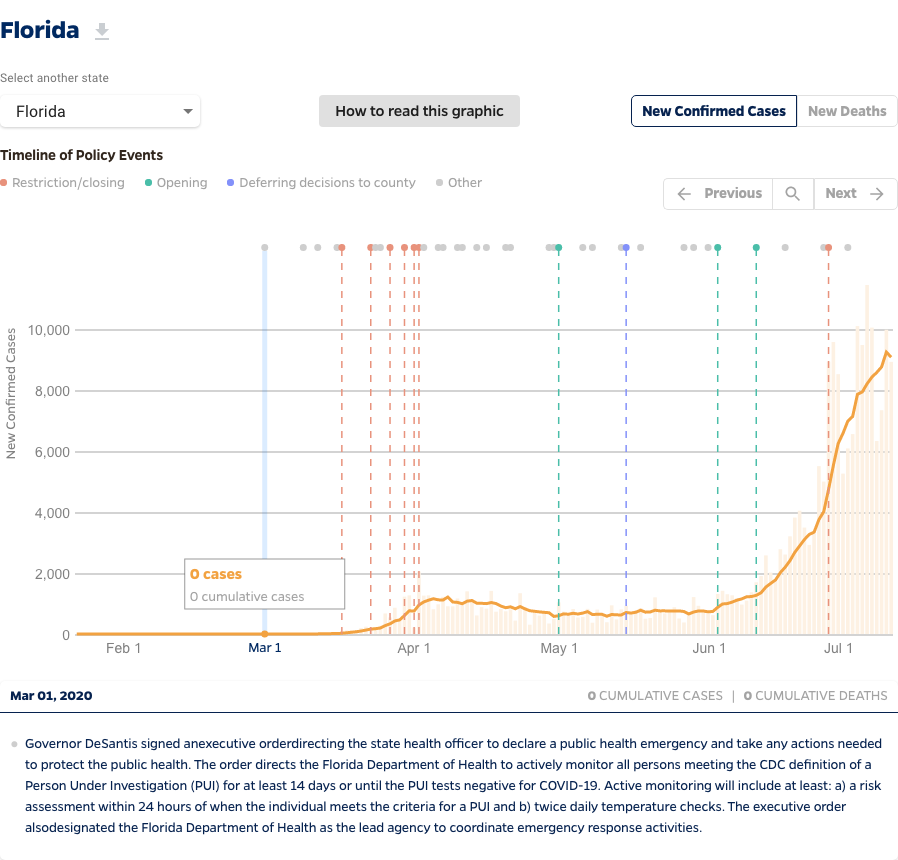 Florida
Select another state
Florida
How to read this graphic
New Confirmed Cases
New Deaths
Timeline of Policy Events
Restriction/closing
Opening
Deferring decisions to county
Other
Previous
Next
New Confirmed Cases
10,000
8,000
6,000
4,000
2,000
0
0 cases
0 cumulative cases
Feb 1
Mar 1
Apr 1
May 1
Jun 1
Jul 1
Mar 01, 2020
0 CUMULATIVE CASES | 0 CUMULATIVE DEATHS
Governor DeSantis signed anexecutive orderdirecting the state health officer to declare a public health emergency and take any actions needed
to protect the public health. The order directs the Florida Department of Health to actively monitor all persons meeting the CDC definition of a
Person Under Investigation (PUI) for at least 14 days or until the PUI tests negative for COVID-19. Active monitoring will include at least: a) a risk
assessment within 24 hours of when the individual meets the criteria for a PUI and b) twice daily temperature checks. The executive order
alsodesignated the Florida Department of Health as the lead agency to coordinate emergency response activities.